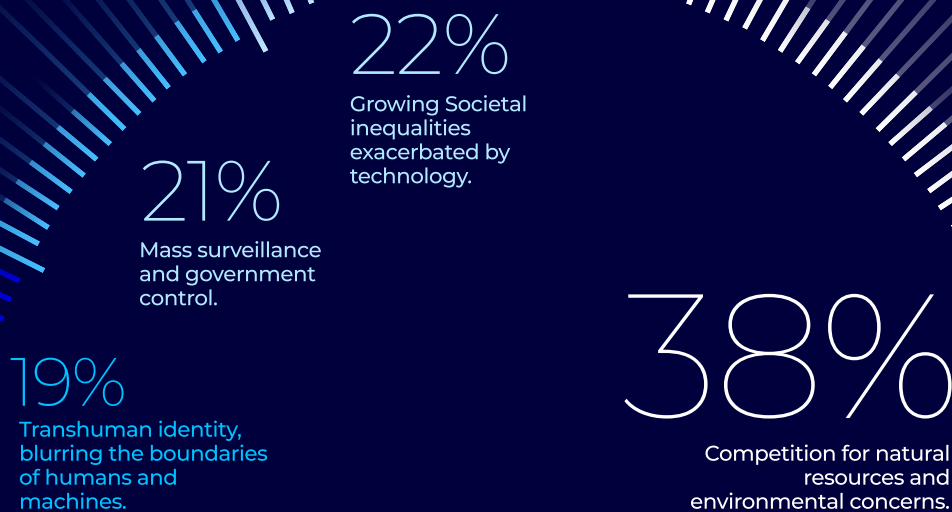 22%
Growing Societal
inequalities
exacerbated by
technology.
21%
Mass surveillance
and government
control.
19%
Transhuman identity,
blurring the boundaries
of humans and
machines.
38%
Competition for natural
resources and
environmental concerns.